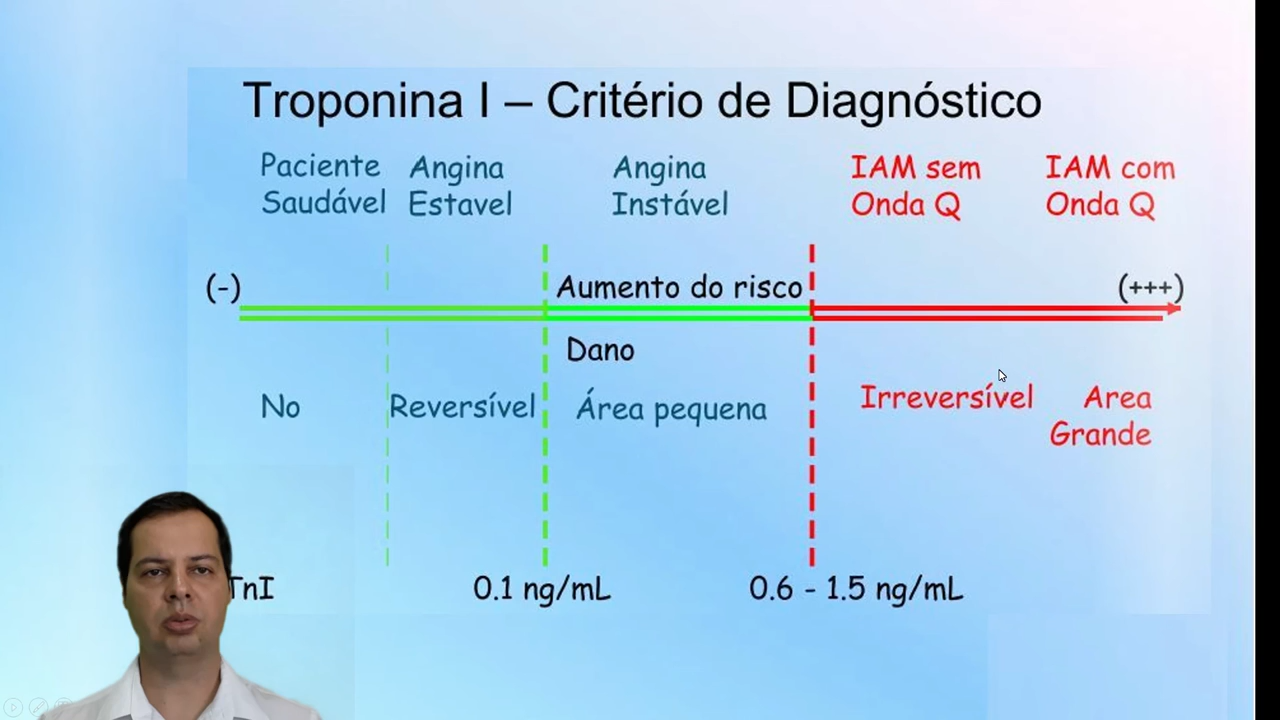 Troponina I – Critério de Diagnóstico
Paciente Saudável
Angina Estavel
Angina Instável
IAM sem Onda Q
IAM com Onda Q
(-)
Aumento do risco
(+++)
Dano
No
Reversível
Área pequena
Irreversível
Area Grande
TnI
0.1 ng/mL
0.6 - 1.5 ng/mL